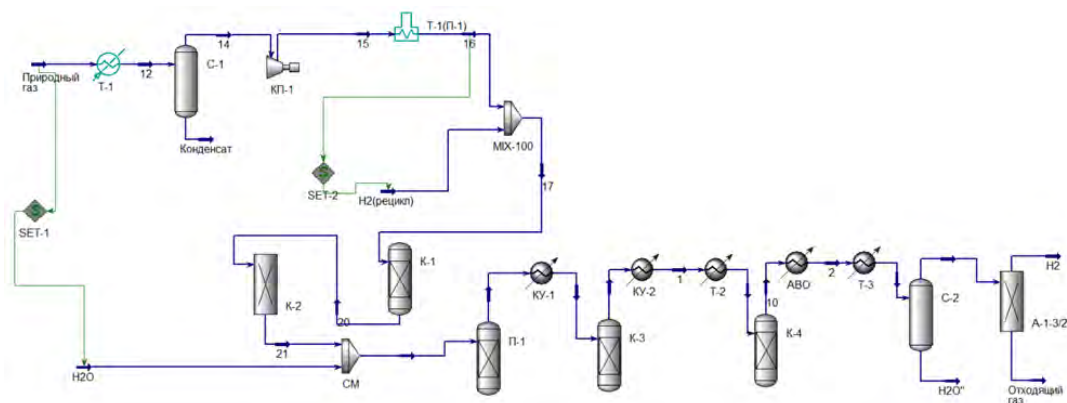 T-1(П-1)
14
15
16
С-1
Природный
газ
Т-1
12
КП-1
Конденсат
MIX-100
S
SET-2
H2(рецикл)
17
S
SET-1
К-1
К-2
20
КУ-1
КУ-2
1
Т-2
АВО
2
Т-3
H2
10
С-2
А-1-3/2
П-1
К-3
К-4
21
H2O
СМ
H2O"
Отходящий
газ